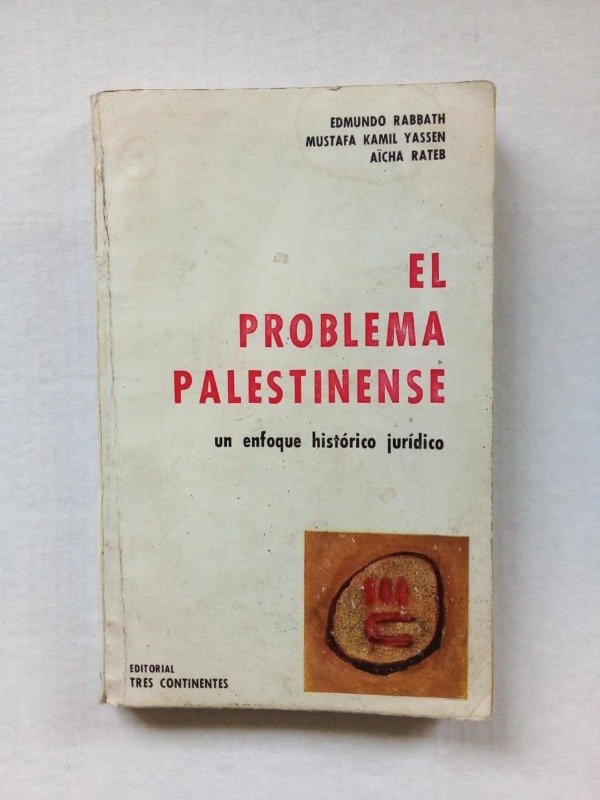 EDMUNDO RABBATH
MUSTAFA KAMIL YASSEN
AÏCHA RATEB
EL
PROBLEMA
PALESTINENSE
un enfoque histórico jurídico
EDITORIAL
TRES CONTINENTES